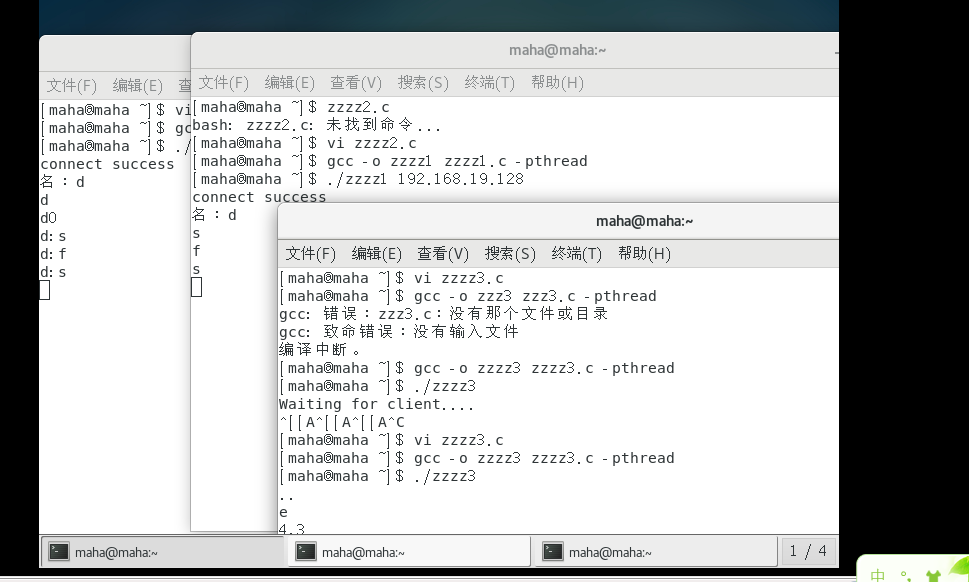 文件(F) 编辑(E) 查
[maha@maha ~]$ vi
[maha@maha ~]$ gc
[maha@maha ~]$ ./
connect success
名：d
d
d0
d:s
d:f
d:s
maha@maha:~
文件(F) 编辑(E) 查看(V) 搜索(S) 终端(T) 帮助(H)
[maha@maha ~]$ zzzz2.c
bash: zzzz2.c: 未找到命令...
[maha@maha ~]$ vi zzzz2.c
[maha@maha ~]$ gcc -o zzzz1 zzzz1.c -pthread
[maha@maha ~]$ ./zzzz1 192.168.19.128
connect success
名：d
s
f
s
maha@maha:~
文件(F) 编辑(E) 查看(V) 搜索(S) 终端(T) 帮助(H)
[maha@maha ~]$ vi zzzz3.c
[maha@maha ~]$ gcc -o zzz3 zzz3.c -pthread
gcc: 错误：zzz3.c：没有那个文件或目录
gcc: 致命错误：没有输入文件
编译中断。
[maha@maha ~]$ gcc -o zzzz3 zzzz3.c -pthread
[maha@maha ~]$ ./zzzz3
Waiting for client....
^[[A^[[A^[[A^C
[maha@maha ~]$ vi zzzz3.c
[maha@maha ~]$ gcc -o zzzz3 zzzz3.c -pthread
[maha@maha ~]$ ./zzzz3
..
e
4.3
maha@maha:~ maha@maha:~ maha@maha:~ 1 / 4
中